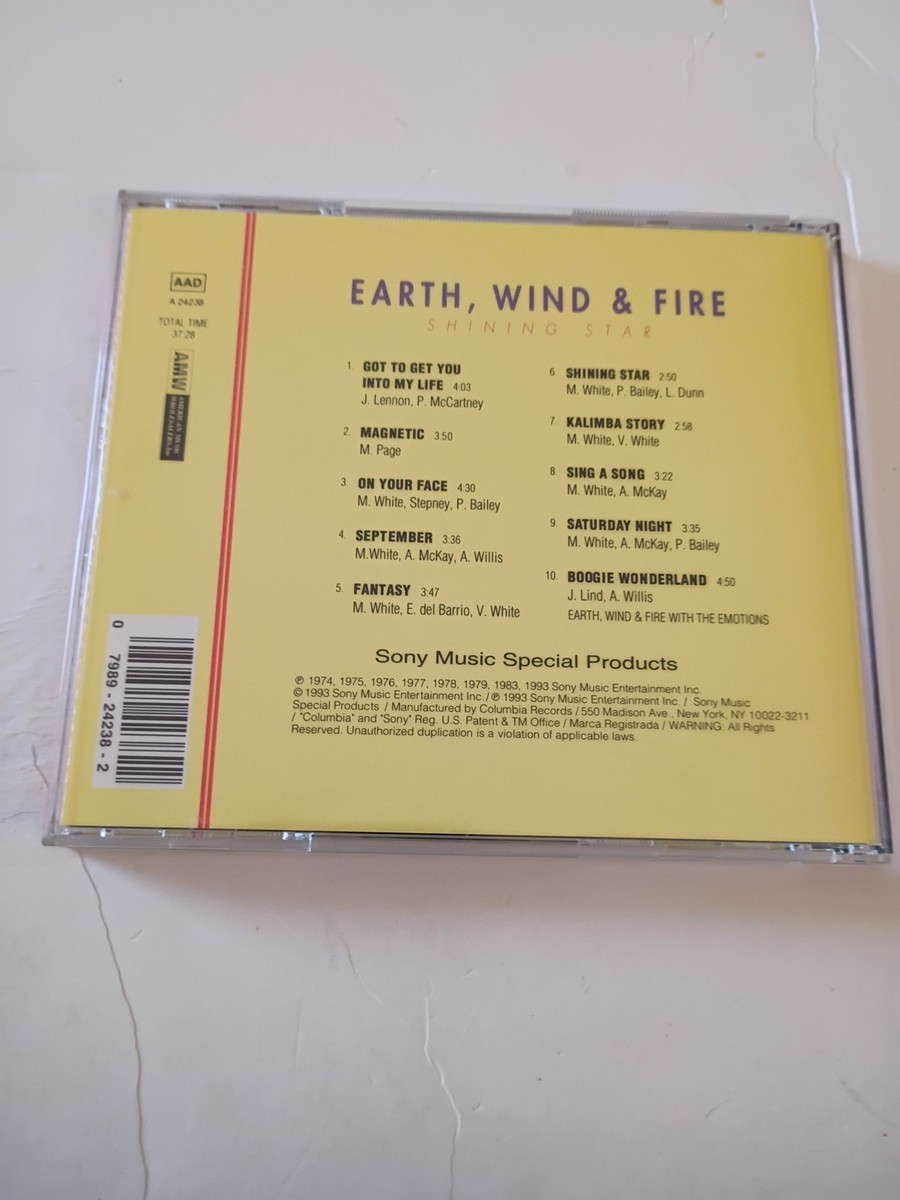 AAD
A 24238
TOTAL TIME
37:28
AMW
AMERICAN MUSIC
EARTH, WIND & FIRE
SHINING STAR
1. GOT TO GET YOU
INTO MY LIFE 4:03
J. Lennon, P. McCartney
2. MAGNETIC 3:50
M. Page
3. ON YOUR FACE 4:30
M. White, Stepney, P. Bailey
4. SEPTEMBER 3:36
M.White, A. McKay, A. Willis
5. FANTASY 3:47
M. White, E. del Barrio, V. White
6. SHINING STAR 2:50
M. White, P. Bailey, L. Dunn
7. KALIMBA STORY 2:58
M. White, V. White
8. SING A SONG 3:22
M. White, A. McKay
9. SATURDAY NIGHT 3:35
M. White, A. McKay, P. Bailey
10. BOOGIE WONDERLAND 4:50
J. Lind, A. Willis
EARTH, WIND & FIRE WITH THE EMOTIONS
Sony Music Special Products
℗ 1974, 1975, 1976, 1977, 1978, 1979, 1983, 1993 Sony Music Entertainment Inc.
© 1993 Sony Music Entertainment Inc. / ℗ 1993 Sony Music Entertainment Inc. / Sony Music
Special Products / Manufactured by Columbia Records / 550 Madison Ave., New York, NY 10022-3211
/ "Columbia" and "Sony" Reg. U.S. Patent & TM Office / Marca Registrada / WARNING: All Rights
Reserved. Unauthorized duplication is a violation of applicable laws.
0 7989-24238-2